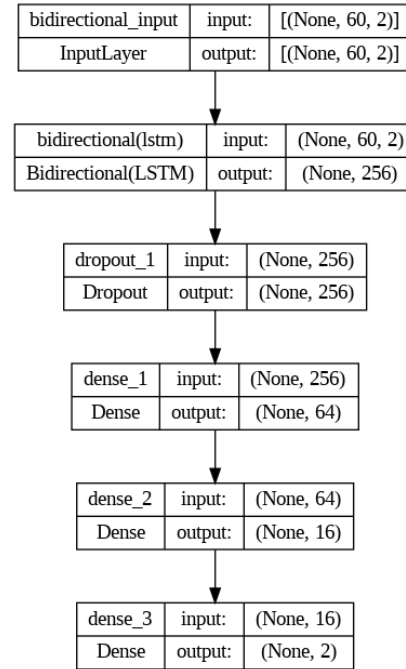 bidirectional_input input: [(None, 60, 2)]
InputLayer output: [(None, 60, 2)]
bidirectional(lstm) input: (None, 60, 2)
Bidirectional(LSTM) output: (None, 256)
dropout_1 input: (None, 256)
Dropout output: (None, 256)
dense_1 input: (None, 256)
Dense output: (None, 64)
dense_2 input: (None, 64)
Dense output: (None, 16)
dense_3 input: (None, 16)
Dense output: (None, 2)